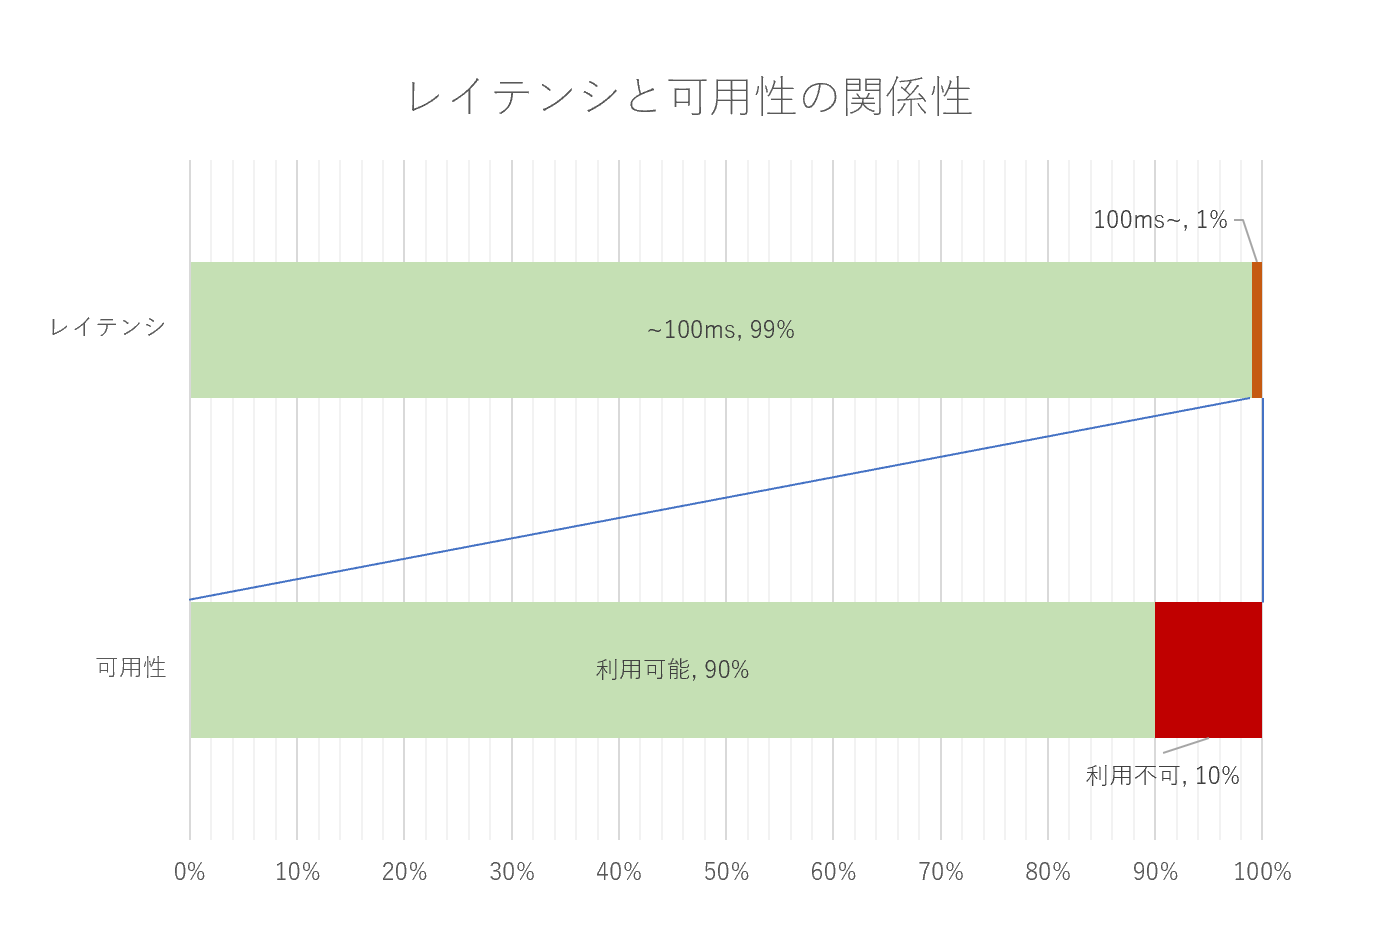 レイテンシと可用性の関係性
100ms~, 1%
レイテンシ
~100ms, 99%
可用性
利用可能, 90%
利用不可, 10%
0% 10% 20% 30% 40% 50% 60% 70% 80% 90% 100%